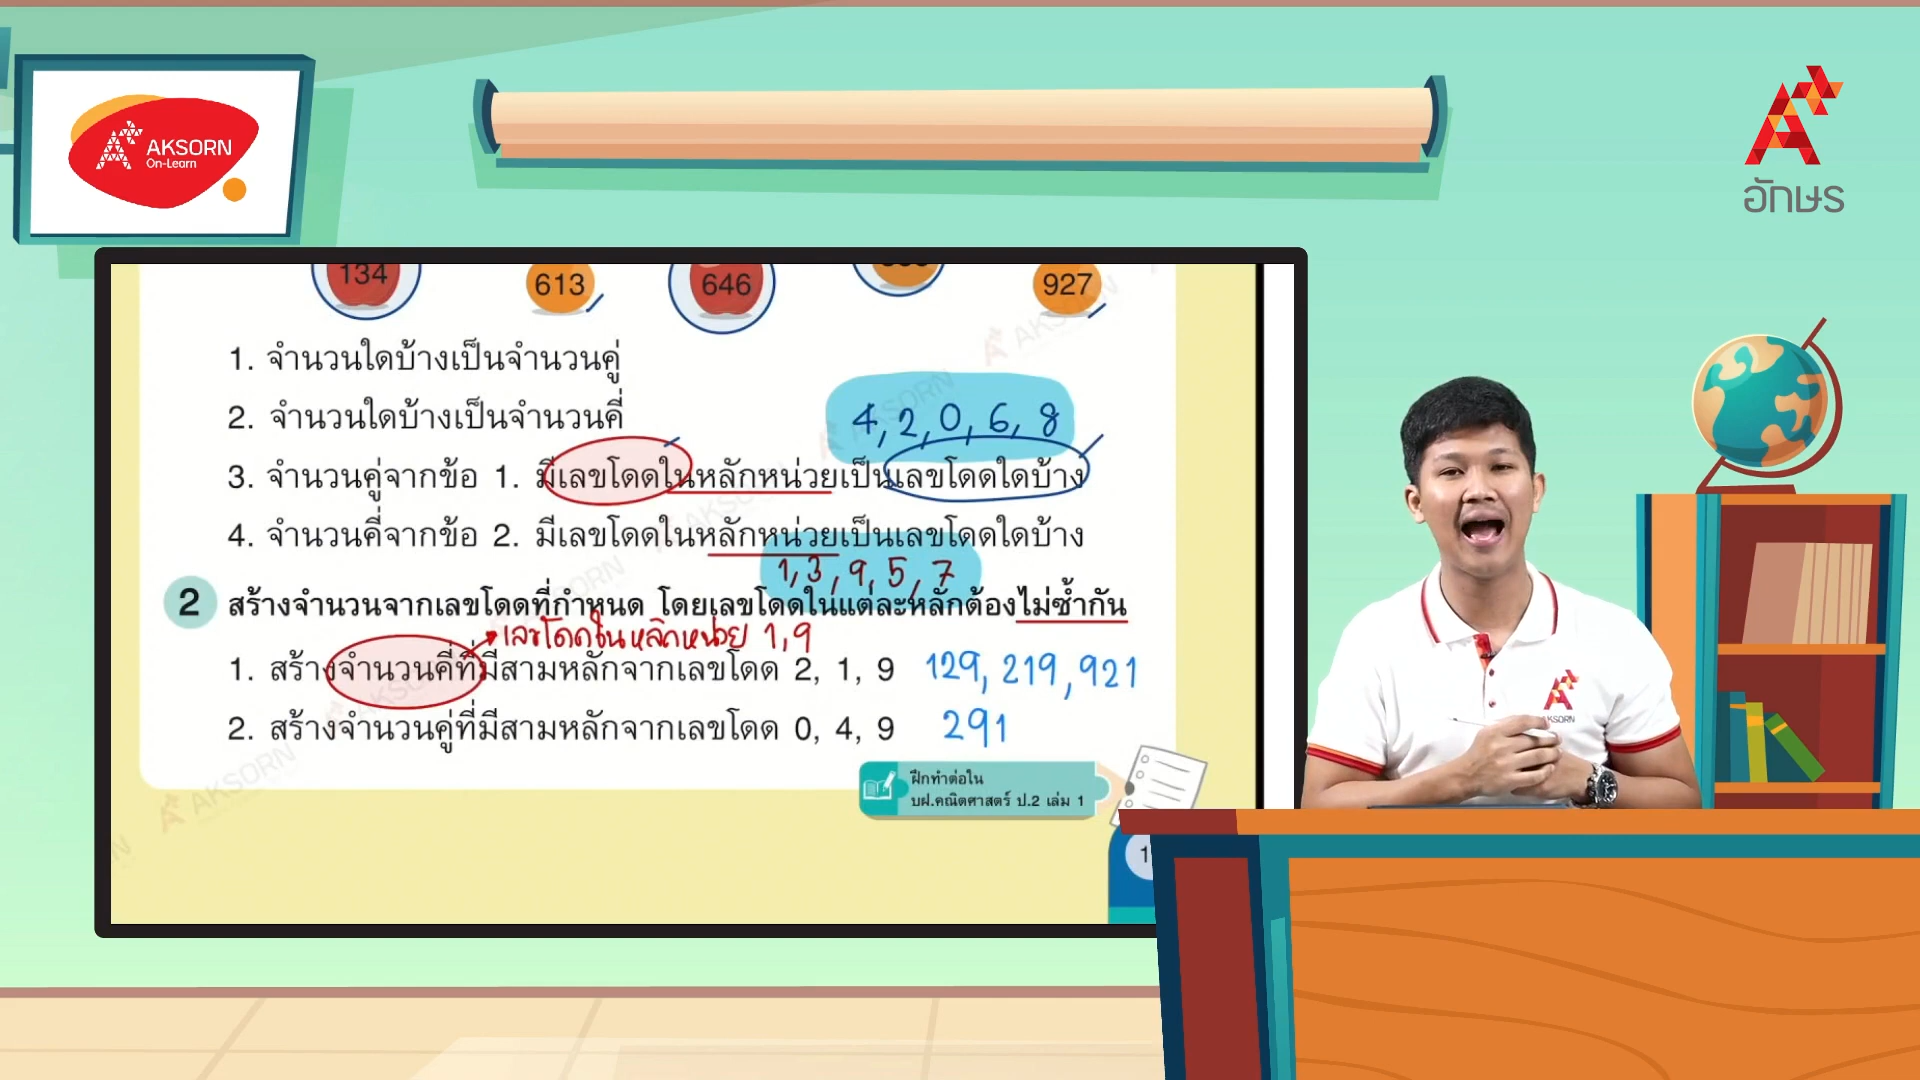 AKSORN
On-Learn
อักษร
134
613
646
927
1. จำนวนใดบ้างเป็นจำนวนคู่
2. จำนวนใดบ้างเป็นจำนวนคี่
4, 2, 0, 6, 8
3. จำนวนคู่จากข้อ 1. มีเลขโดดในหลักหน่วยเป็นเลขโดดใดบ้าง
4. จำนวนคี่จากข้อ 2. มีเลขโดดในหลักหน่วยเป็นเลขโดดใดบ้าง
1, 3, 9, 5, 7
2 สร้างจำนวนจากเลขโดดที่กำหนด โดยเลขโดดในแต่ละหลักต้องไม่ซ้ำกัน
เลขโดดในหลักหน่วย 1, 9
1. สร้างจำนวนคี่ที่มีสามหลักจากเลขโดด 2, 1, 9 129, 219, 921
2. สร้างจำนวนคู่ที่มีสามหลักจากเลขโดด 0, 4, 9 291
ฝึกทำต่อใน
บฝ.คณิตศาสตร์ ป.2 เล่ม 1
AKSORN